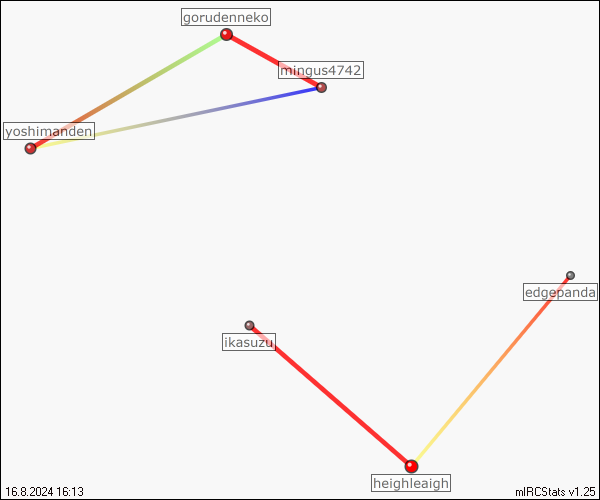 gorudenneko
mingus4742
yoshimanden
edgepanda
ikasuzu
heighleaigh
16.8.2024 16:13
mIRCStats v1.25